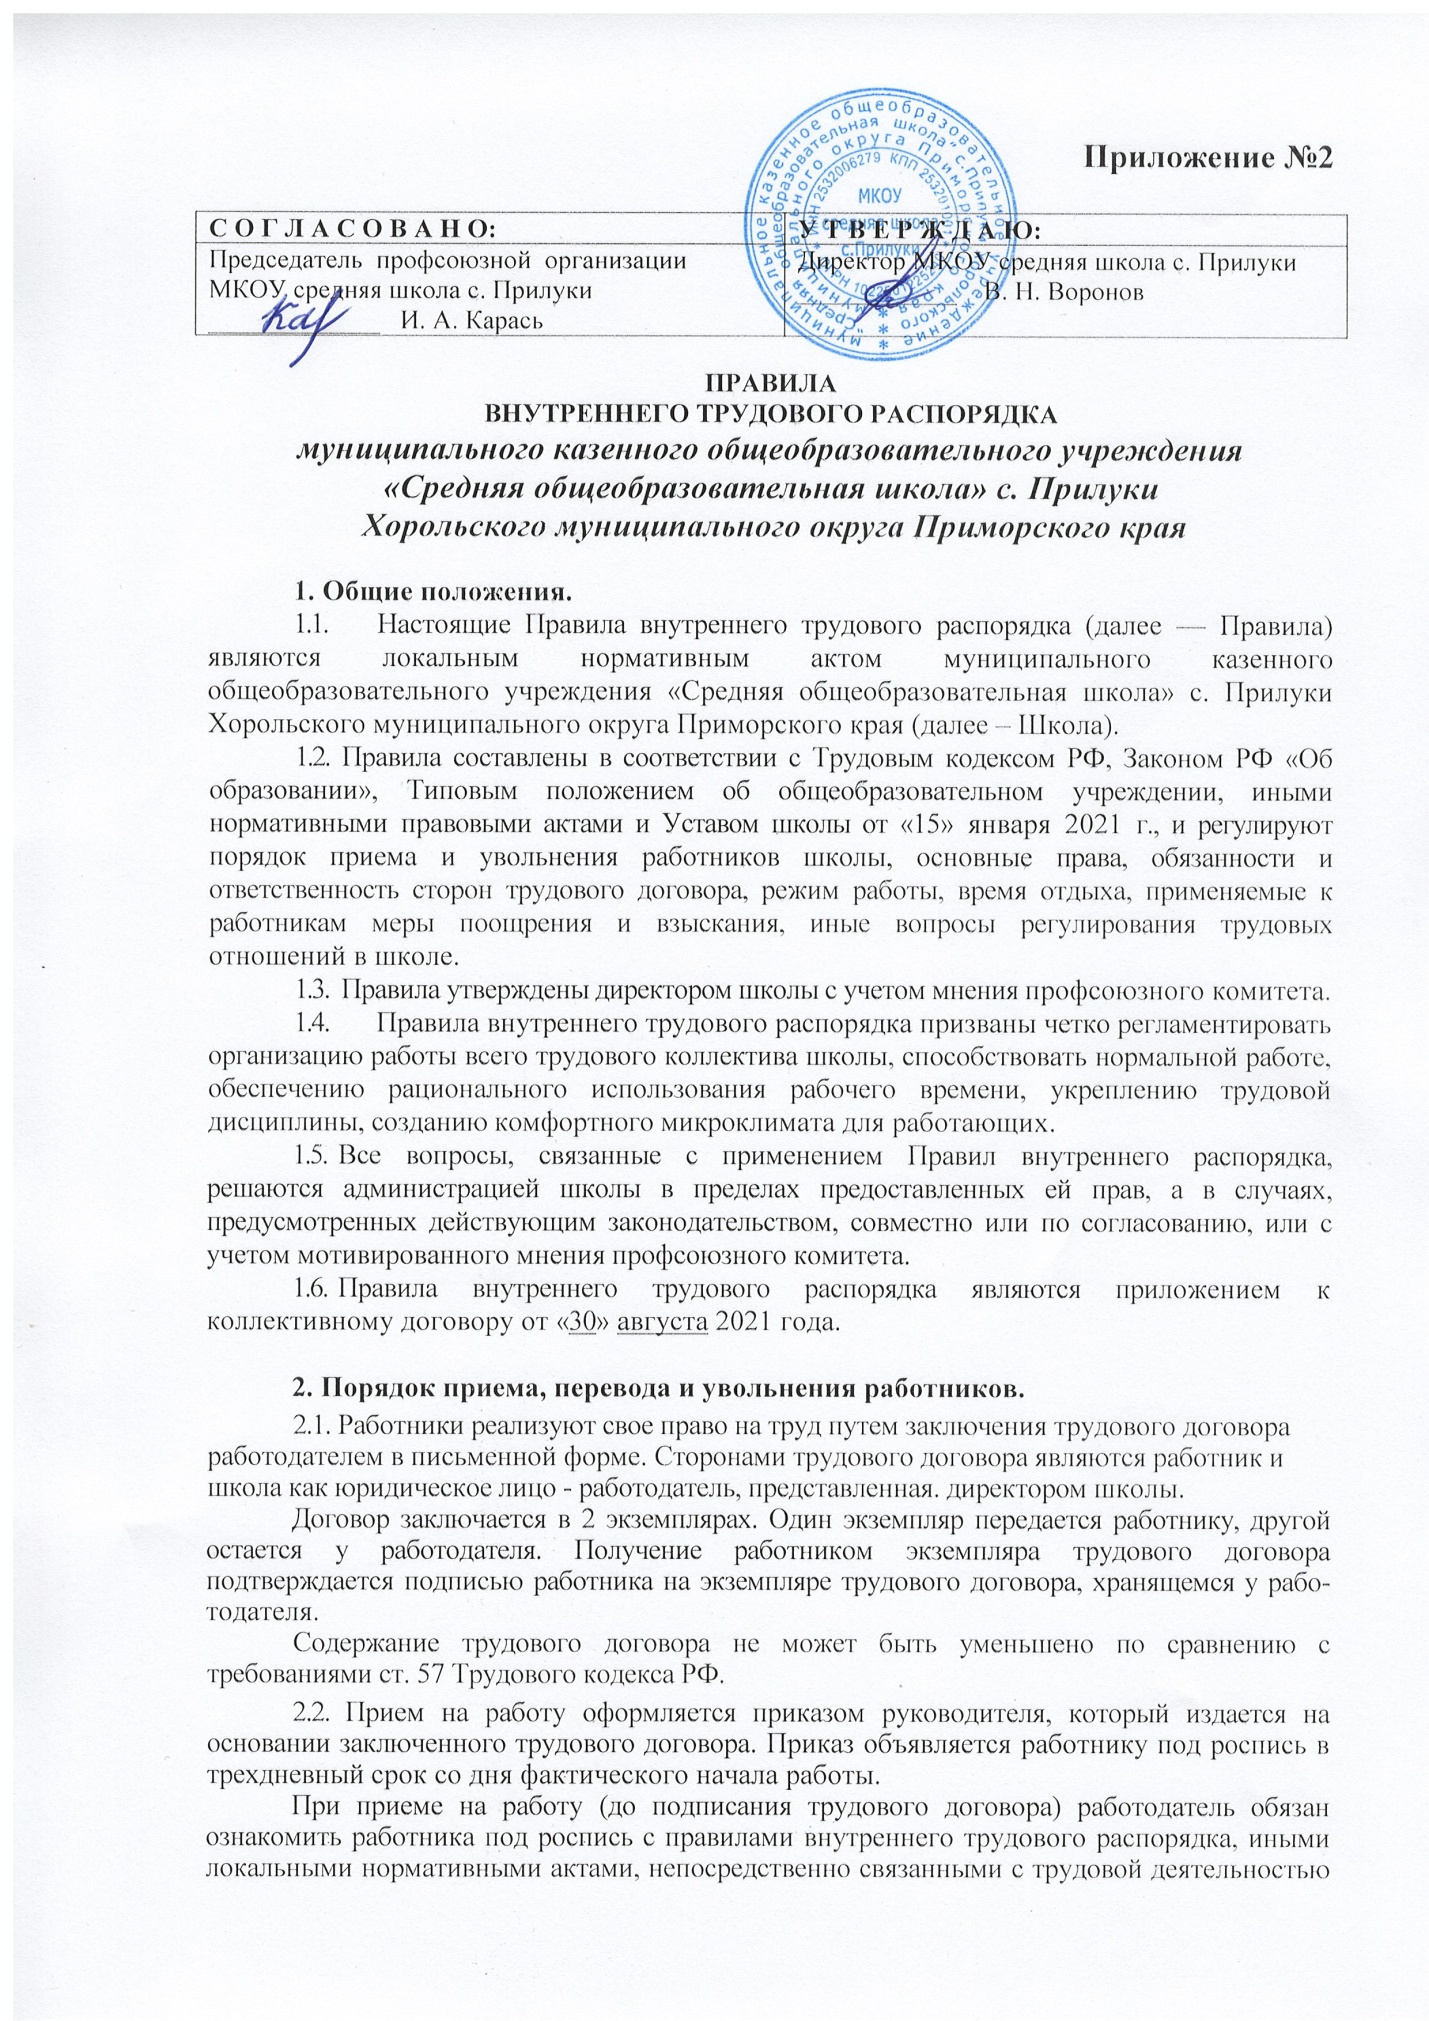 Приложение №2
С О Г Л А С О В А Н О:
Председатель профсоюзной организации
МКОУ средняя школа с. Прилуки
И. А. Карась
У Т В Е Р Ж Д А Ю:
Директор МКОУ средняя школа с. Прилуки
В. Н. Воронов
МКОУ
средняя школа
с.Прилуки
ПРАВИЛА
ВНУТРЕННЕГО ТРУДОВОГО РАСПОРЯДКА
муниципального казенного общеобразовательного учреждения
«Средняя общеобразовательная школа» с. Прилуки
Хорольского муниципального округа Приморского края
1. Общие положения.
1.1. Настоящие Правила внутреннего трудового распорядка (далее — Правила)
являются локальным нормативным актом муниципального казенного
общеобразовательного учреждения «Средняя общеобразовательная школа» с. Прилуки
Хорольского муниципального округа Приморского края (далее – Школа).
1.2. Правила составлены в соответствии с Трудовым кодексом РФ, Законом РФ «Об
образовании», Типовым положением об общеобразовательном учреждении, иными
нормативными правовыми актами и Уставом школы от «15» января 2021 г., и регулируют
порядок приема и увольнения работников школы, основные права, обязанности и
ответственность сторон трудового договора, режим работы, время отдыха, применяемые к
работникам меры поощрения и взыскания, иные вопросы регулирования трудовых
отношений в школе.
1.3. Правила утверждены директором школы с учетом мнения профсоюзного комитета.
1.4. Правила внутреннего трудового распорядка призваны четко регламентировать
организацию работы всего трудового коллектива школы, способствовать нормальной работе,
обеспечению рационального использования рабочего времени, укреплению трудовой
дисциплины, созданию комфортного микроклимата для работающих.
1.5. Все вопросы, связанные с применением Правил внутреннего распорядка,
решаются администрацией школы в пределах предоставленных ей прав, а в случаях,
предусмотренных действующим законодательством, совместно или по согласованию, или с
учетом мотивированного мнения профсоюзного комитета.
1.6. Правила внутреннего трудового распорядка являются приложением к
коллективному договору от «30» августа 2021 года.
2. Порядок приема, перевода и увольнения работников.
2.1. Работники реализуют свое право на труд путем заключения трудового договора
работодателем в письменной форме. Сторонами трудового договора являются работник и
школа как юридическое лицо - работодатель, представленная. директором школы.
Договор заключается в 2 экземплярах. Один экземпляр передается работнику, другой
остается у работодателя. Получение работником экземпляра трудового договора
подтверждается подписью работника на экземпляре трудового договора, хранящемся у рабо-
тодателя.
Содержание трудового договора не может быть уменьшено по сравнению с
требованиями ст. 57 Трудового кодекса РФ.
2.2. Прием на работу оформляется приказом руководителя, который издается на
основании заключенного трудового договора. Приказ объявляется работнику под роспись в
трехдневный срок со дня фактического начала работы.
При приеме на работу (до подписания трудового договора) работодатель обязан
ознакомить работника под роспись с правилами внутреннего трудового распорядка, иными
локальными нормативными актами, непосредственно связанными с трудовой деятельностью